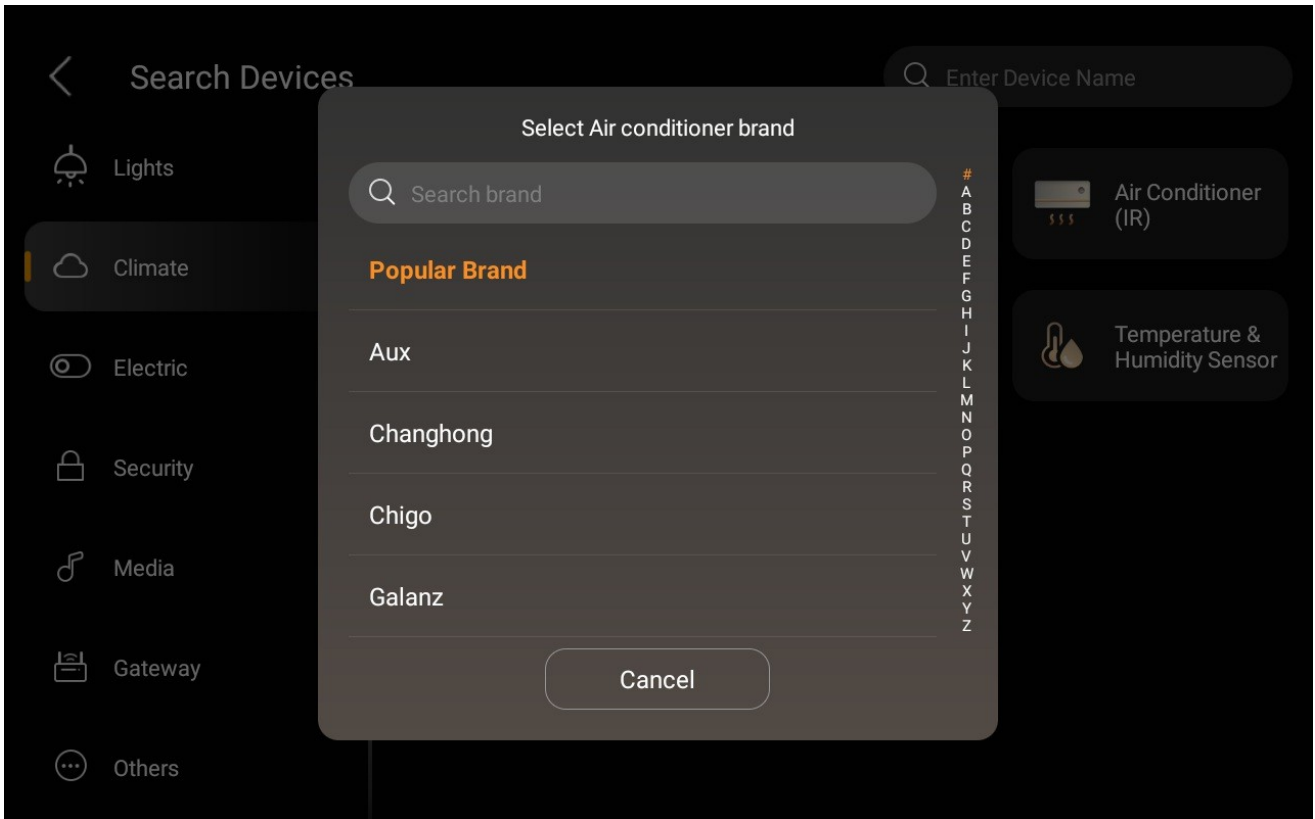 Search Devices
Enter Device Name
Lights
Climate
Electric
Security
Media
Gateway
Others
Select Air conditioner brand
Search brand
Popular Brand
Aux
Changhong
Chigo
Galanz
Cancel
#
A
B
C
D
E
F
G
H
I
J
K
L
M
N
O
P
Q
R
S
T
U
V
W
X
Y
Z
Air Conditioner
(IR)
Temperature &
Humidity Sensor